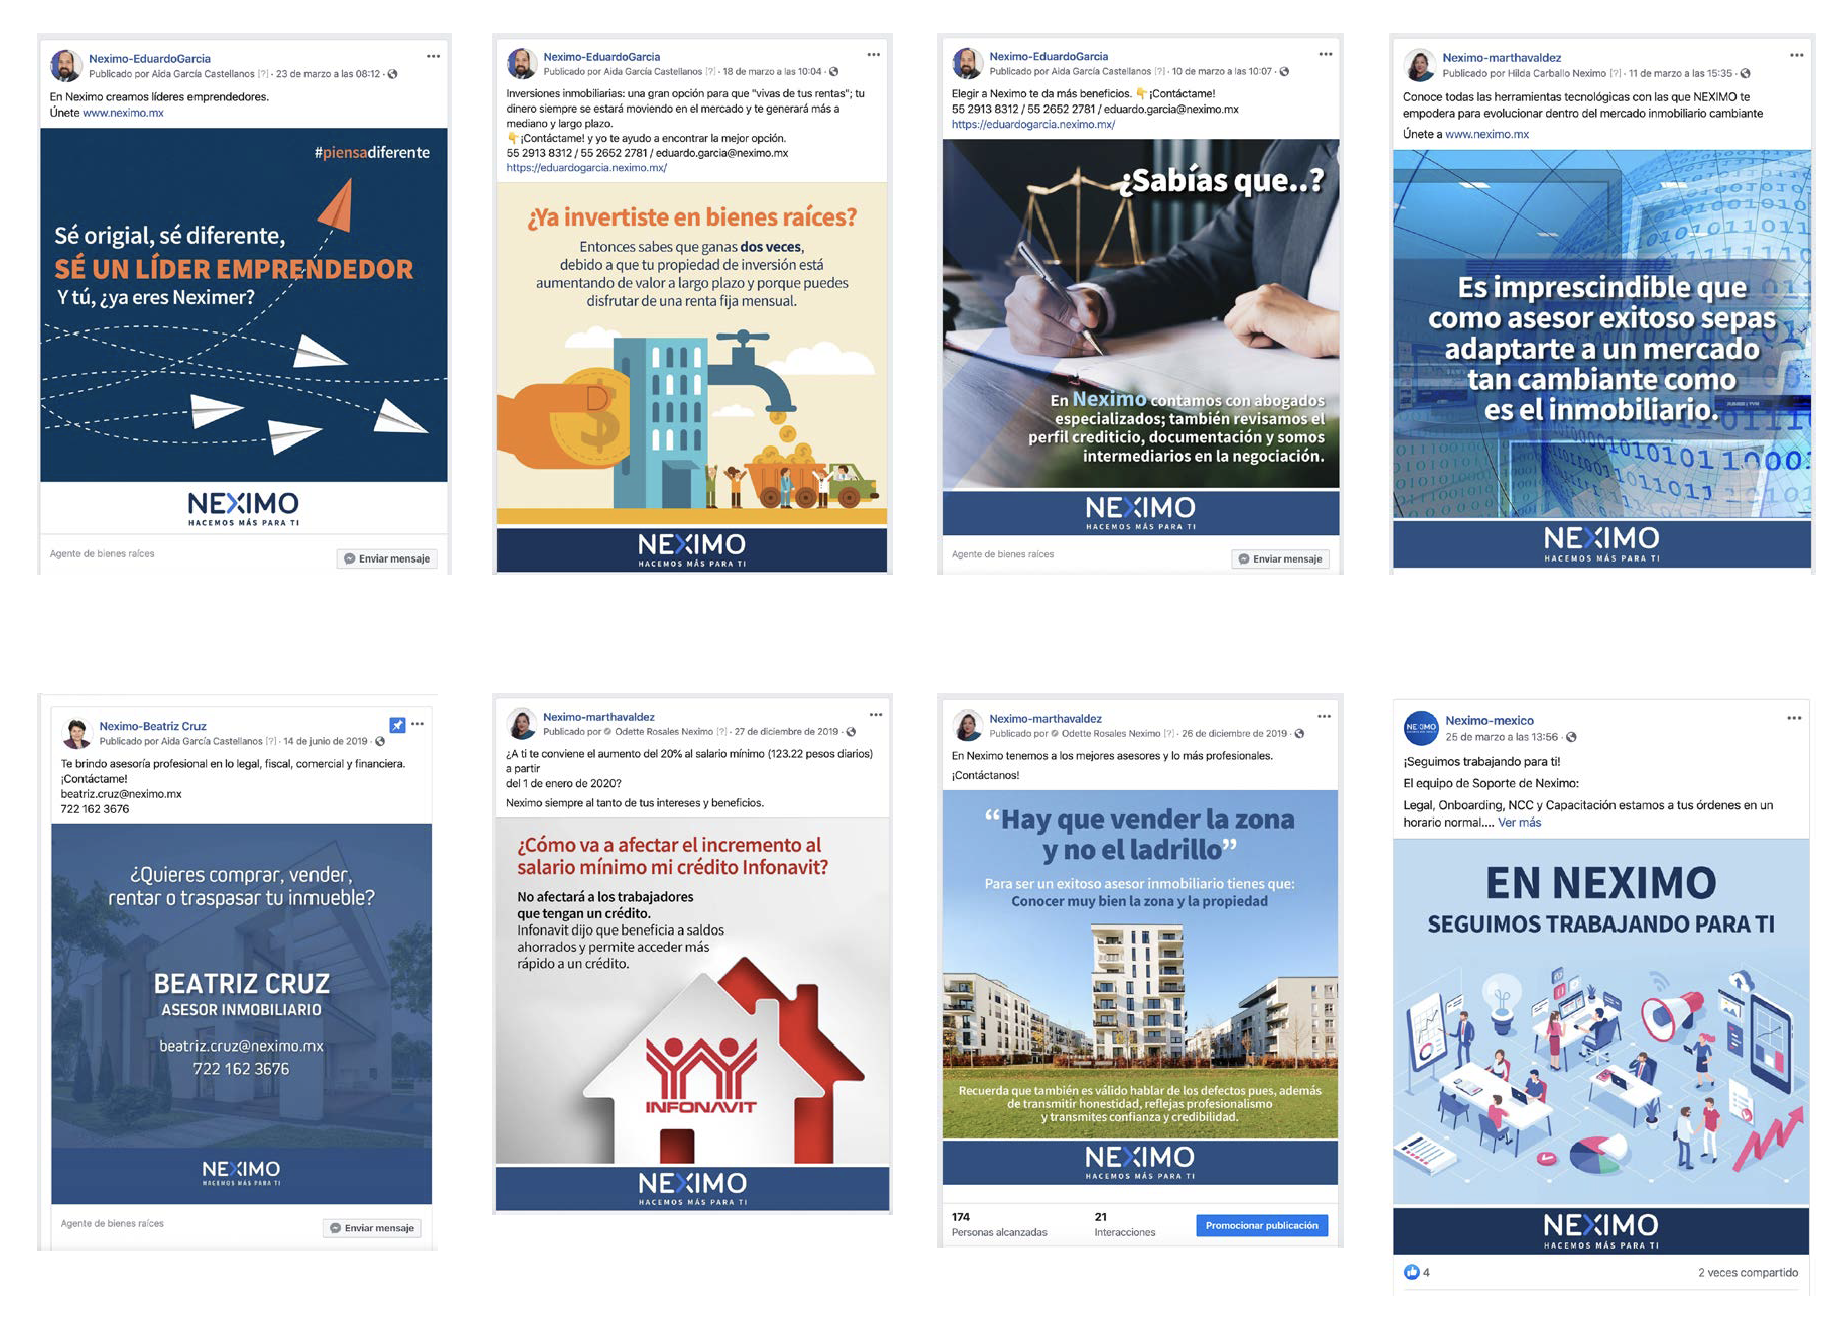 Neximo-EduardoGarcia
Publicado por Aida García Castellanos [?] · 23 de marzo a las 08:12 ·
En Neximo creamos líderes emprendedores.
Únete www.neximo.mx
#piensadiferente
Sé origial, sé diferente,
SÉ UN LÍDER EMPRENDEDOR
Y tú, ¿ya eres Neximer?
NEXIMO
HACEMOS MÁS PARA TI
Agente de bienes raíces
Enviar mensaje
Neximo-EduardoGarcia
Publicado por Aida García Castellanos [?] · 18 de marzo a las 10:04 ·
Inversiones inmobiliarias: una gran opción para que "vivas de tus rentas"; tu
dinero siempre se estará moviendo en el mercado y te generará más a
mediano y largo plazo.
👇 ¡Contáctame! y yo te ayudo a encontrar la mejor opción.
55 2913 8312 / 55 2652 2781 / eduardo.garcia@neximo.mx
https://eduardogarcia.neximo.mx/
¿Ya invertiste en bienes raíces?
Entonces sabes que ganas dos veces,
debido a que tu propiedad de inversión está
aumentando de valor a largo plazo y porque puedes
disfrutar de una renta fija mensual.
NEXIMO
HACEMOS MÁS PARA TI
Neximo-EduardoGarcia
Publicado por Aida García Castellanos [?] · 10 de marzo a las 10:07 ·
Elegir a Neximo te da más beneficios. 👇 ¡Contáctame!
55 2913 8312 / 55 2652 2781 / eduardo.garcia@neximo.mx
https://eduardogarcia.neximo.mx/
¿Sabías que..?
En Neximo contamos con abogados
especializados; también revisamos el
perfil crediticio, documentación y somos
intermediarios en la negociación.
NEXIMO
HACEMOS MÁS PARA TI
Agente de bienes raíces
Enviar mensaje
Neximo-marthavaldez
Publicado por Hilda Carballo Neximo [?] · 11 de marzo a las 15:35 ·
Conoce todas las herramientas tecnológicas con las que NEXIMO te
empodera para evolucionar dentro del mercado inmobiliario cambiante
Únete a www.neximo.mx
Es imprescindible que
como asesor exitoso sepas
adaptarte a un mercado
tan cambiante como
es el inmobiliario.
NEXIMO
HACEMOS MÁS PARA TI
Neximo-Beatriz Cruz
Publicado por Aida García Castellanos [?] · 14 de junio de 2019 ·
Te brindo asesoría profesional en lo legal, fiscal, comercial y financiera.
¡Contáctame!
beatriz.cruz@neximo.mx
722 162 3676
¿Quieres comprar, vender,
rentar o traspasar tu inmueble?
BEATRIZ CRUZ
ASESOR INMOBILIARIO
beatriz.cruz@neximo.mx
722 162 3676
NEXIMO
HACEMOS MÁS PARA TI
Agente de bienes raíces
Enviar mensaje
Neximo-marthavaldez
Publicado por Odette Rosales Neximo [?] · 27 de diciembre de 2019 ·
¿A ti te conviene el aumento del 20% al salario mínimo (123.22 pesos diarios)
a partir
del 1 de enero de 2020?
Neximo siempre al tanto de tus intereses y beneficios.
¿Cómo va a afectar el incremento al
salario mínimo mi crédito Infonavit?
No afectará a los trabajadores
que tengan un crédito.
Infonavit dijo que beneficia a saldos
ahorrados y permite acceder más
rápido a un crédito.
INFONAVIT
NEXIMO
HACEMOS MÁS PARA TI
Neximo-marthavaldez
Publicado por Odette Rosales Neximo [?] · 26 de diciembre de 2019 ·
En Neximo tenemos a los mejores asesores y lo más profesionales.
¡Contáctanos!
“Hay que vender la zona
y no el ladrillo”
Para ser un exitoso asesor inmobiliario tienes que:
Conocer muy bien la zona y la propiedad
Recuerda que también es válido hablar de los defectos pues, además
de transmitir honestidad, reflejas profesionalismo
y transmites confianza y credibilidad.
NEXIMO
HACEMOS MÁS PARA TI
174
Personas alcanzadas
21
Interacciones
Promocionar publicación
Neximo-mexico
25 de marzo a las 13:56 ·
¡Seguimos trabajando para ti!
El equipo de Soporte de Neximo:
Legal, Onboarding, NCC y Capacitación estamos a tus órdenes en un
horario normal.... Ver más
EN NEXIMO
SEGUIMOS TRABAJANDO PARA TI
NEXIMO
HACEMOS MÁS PARA TI
4
2 veces compartido